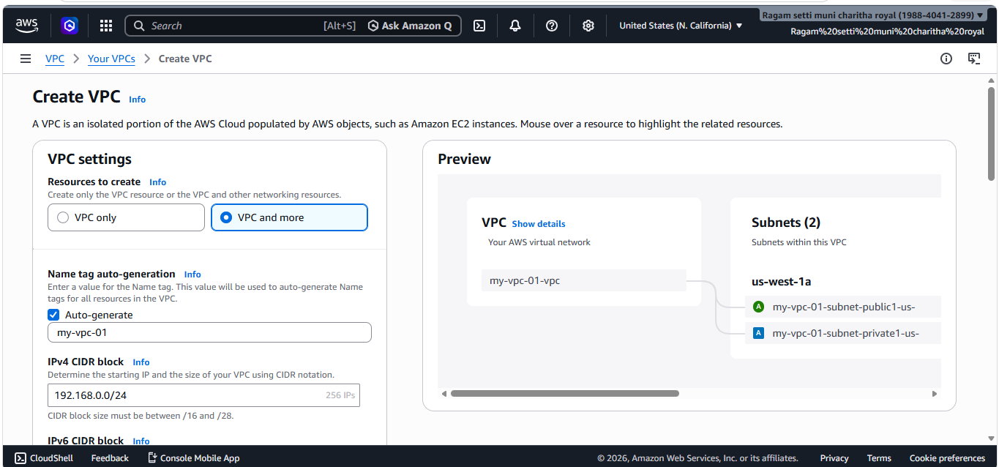 aws
Search [Alt+S] Ask Amazon Q
United States (N. California) ▼
Ragam setti muni charitha royal (1988-4041-2899) ▼
Ragam%20setti%20muni%20charitha%20royal
VPC > Your VPCs > Create VPC
Create VPC Info
A VPC is an isolated portion of the AWS Cloud populated by AWS objects, such as Amazon EC2 instances. Mouse over a resource to highlight the related resources.
VPC settings
Resources to create Info
Create only the VPC resource or the VPC and other networking resources.
VPC only
VPC and more
Name tag auto-generation Info
Enter a value for the Name tag. This value will be used to auto-generate Name
tags for all resources in the VPC.
Auto-generate
my-vpc-01
IPv4 CIDR block Info
Determine the starting IP and the size of your VPC using CIDR notation.
192.168.0.0/24 256 IPs
CIDR block size must be between /16 and /28.
IPv6 CIDR block Info
Preview
VPC Show details
Your AWS virtual network
my-vpc-01-vpc
Subnets (2)
Subnets within this VPC
us-west-1a
A my-vpc-01-subnet-public1-us-
A my-vpc-01-subnet-private1-us-
CloudShell Feedback Console Mobile App © 2026, Amazon Web Services, Inc. or its affiliates. Privacy Terms Cookie preferences